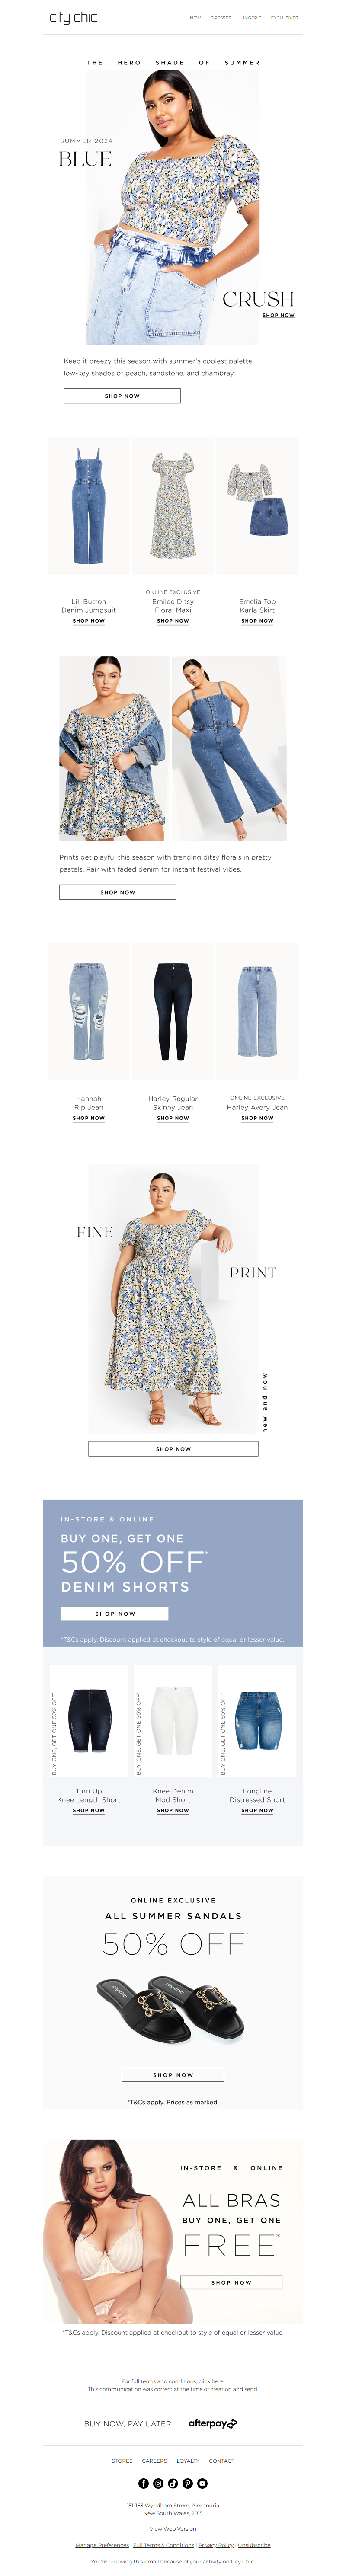 city chic
NEW DRESSES LINGERIE EXCLUSIVES
THE HERO SHADE OF SUMMER
SUMMER 2024
BLUE
CRUSH
SHOP NOW
Keep it breezy this season with summer's coolest palette:
low-key shades of peach, sandstone, and chambray.
SHOP NOW
Lili Button
Denim Jumpsuit
SHOP NOW
ONLINE EXCLUSIVE
Emilee Ditsy
Floral Maxi
SHOP NOW
Emelia Top
Karla Skirt
SHOP NOW
Prints get playful this season with trending ditsy florals in pretty
pastels. Pair with faded denim for instant festival vibes.
SHOP NOW
Hannah
Rip Jean
SHOP NOW
Harley Regular
Skinny Jean
SHOP NOW
ONLINE EXCLUSIVE
Harley Avery Jean
SHOP NOW
FINE
PRINT
new and now
SHOP NOW
IN-STORE & ONLINE
BUY ONE, GET ONE
50% OFF*
DENIM SHORTS
SHOP NOW
*T&Cs apply. Discount applied at checkout to style of equal or lesser value.
BUY ONE, GET ONE 50% OFF*
Turn Up
Knee Length Short
SHOP NOW
BUY ONE, GET ONE 50% OFF*
Knee Denim
Mod Short
SHOP NOW
BUY ONE, GET ONE 50% OFF*
Longline
Distressed Short
SHOP NOW
ONLINE EXCLUSIVE
ALL SUMMER SANDALS
50% OFF*
city chic
city chic
SHOP NOW
*T&Cs apply. Prices as marked.
IN-STORE & ONLINE
ALL BRAS
BUY ONE, GET ONE
FREE*
SHOP NOW
*T&Cs apply. Discount applied at checkout to style of equal or lesser value.
For full terms and conditions, click here
This communication was correct at the time of creation and send.
BUY NOW, PAY LATER afterpay
STORES CAREERS LOYALTY CONTACT
151-163 Wyndham Street, Alexandria
New South Wales, 2015
View Web Version
Manage Preferences | Full Terms & Conditions | Privacy Policy | Unsubscribe
You're receiving this email because of your activity on City Chic.